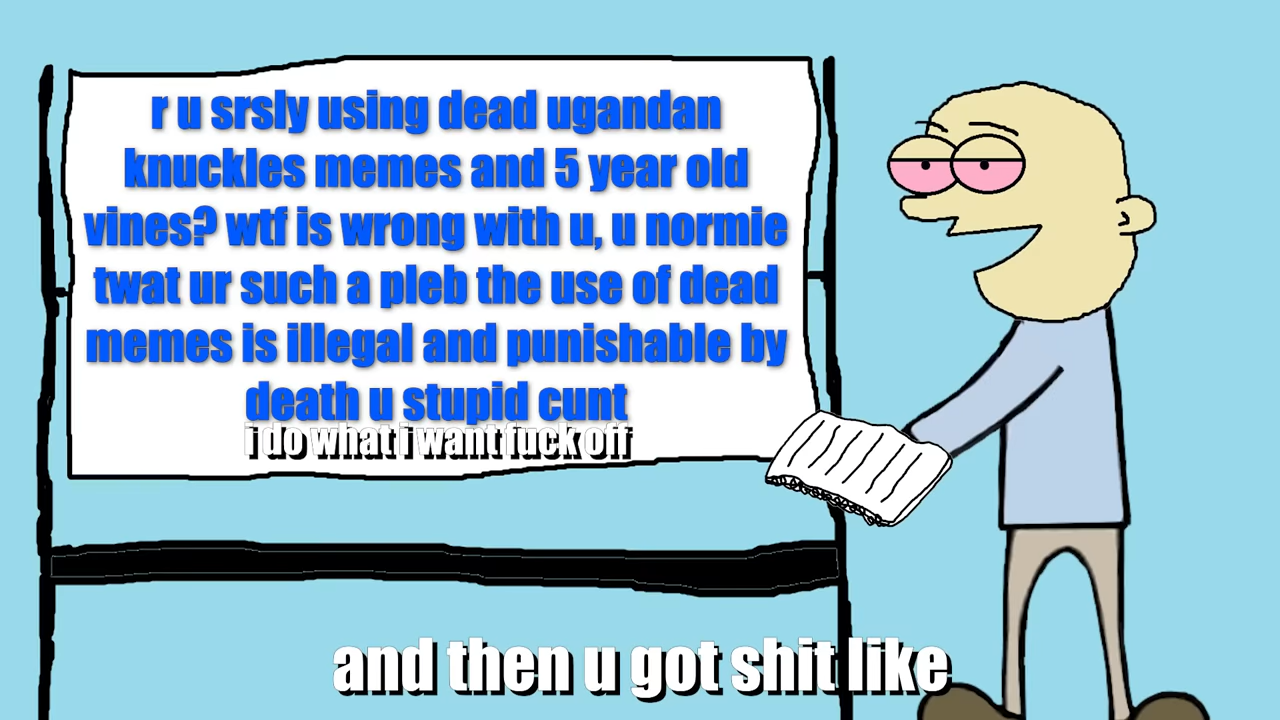 r u srsly using dead ugandan
knuckles memes and 5 year old
vines? wtf is wrong with u, u normie
twat ur such a pleb the use of dead
memes is illegal and punishable by
death u stupid cunt
i do what i want fuck off
and then u got shit like